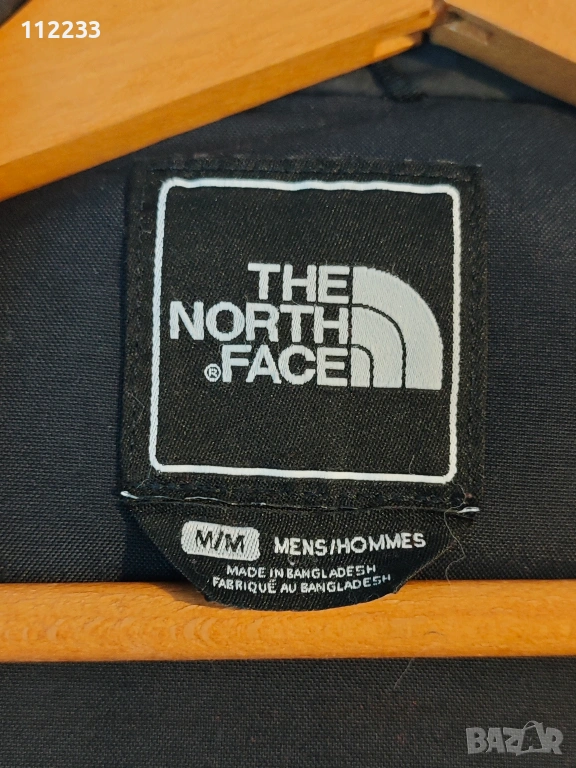 112233
THE
NORTH
®FACE
M/M MENS/HOMMES
MADE IN BANGLADESH
FABRIQUÉ AU BANGLADESH
BAZAR